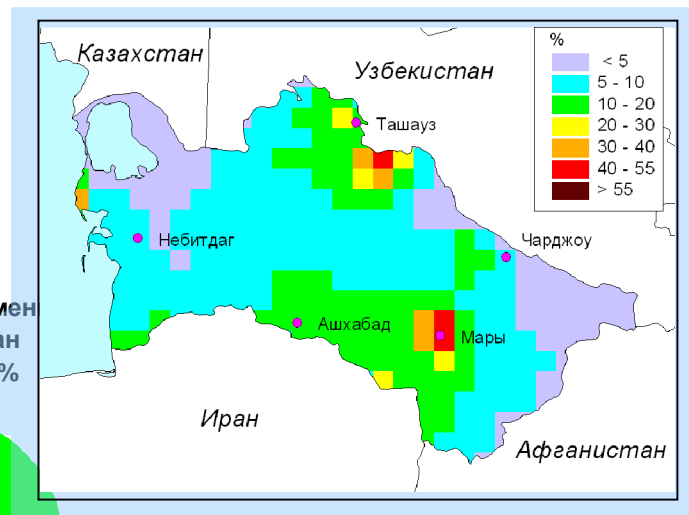 Казахстан
Узбекистан
Ташауз
Небитдаг
Чарджоу
Ашхабад
Мары
Иран
Афганистан
%
< 5
5 - 10
10 - 20
20 - 30
30 - 40
40 - 55
> 55
%